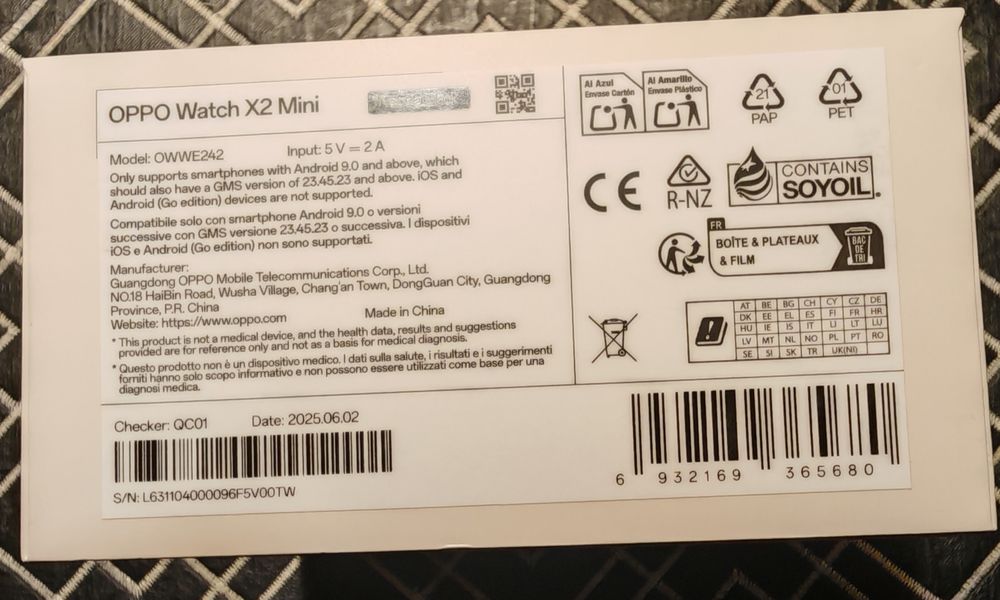 OPPO Watch X2 Mini
Model: OWWE242 Input: 5 V = 2 A
Only supports smartphones with Android 9.0 and above, which
should also have a GMS version of 23.45.23 and above. iOS and
Android (Go edition) devices are not supported.
Compatibile solo con smartphone Android 9.0 o versioni
successive con GMS versione 23.45.23 o successiva. I dispositivi
iOS e Android (Go edition) non sono supportati.
Manufacturer:
Guangdong OPPO Mobile Telecommunications Corp., Ltd.
NO.18 HaiBin Road, Wusha Village, Chang'an Town, DongGuan City, Guangdong
Province, P.R. China
Website: https://www.oppo.com Made in China
* This product is not a medical device, and the health data, results and suggestions
provided are for reference only and not as a basis for medical diagnosis.
* Questo prodotto non è un dispositivo medico. I dati sulla salute, i risultati e i suggerimenti
forniti hanno solo scopo informativo e non possono essere utilizzati come base per una
diagnosi medica.
Al Azul
Envase Cartón
Al Amarillo
Envase Plástico
21
PAP
01
PET
CE
R-NZ
CONTAINS
SOYOIL.
FR
BOÎTE & PLATEAUX
& FILM
BAC
DE
TRI
AT BE BG CH CY CZ DE
DK EE EL ES FI FR HR
HU IE IS IT LI LT LU
LV MT NL NO PL PT RO
SE SI SK TR UK(NI)
Checker: QC01 Date: 2025.06.02
S/N: L631104000096F5V00TW
6 932169 365680